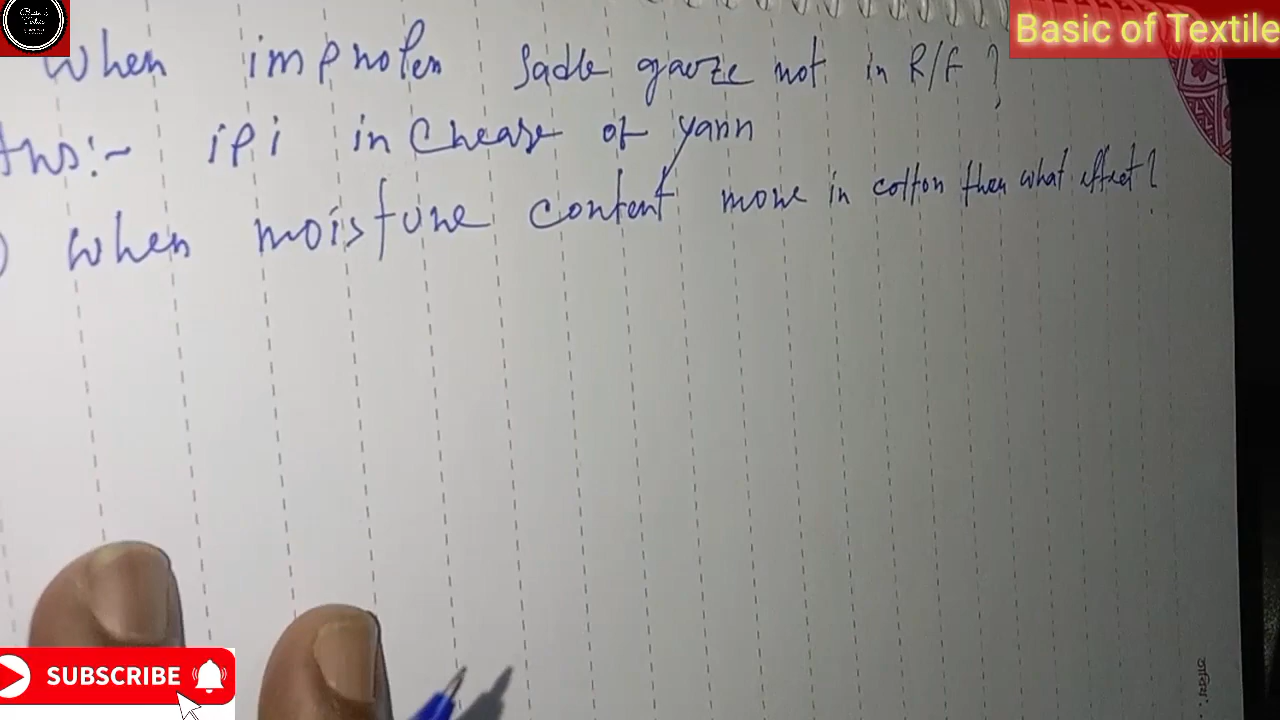 Basic of Textile
When improper Sadle gauze not in R/F ?
Ans:- IPI increase of yarn
) When moisture content more in cotton then what effect?
SUBSCRIBE